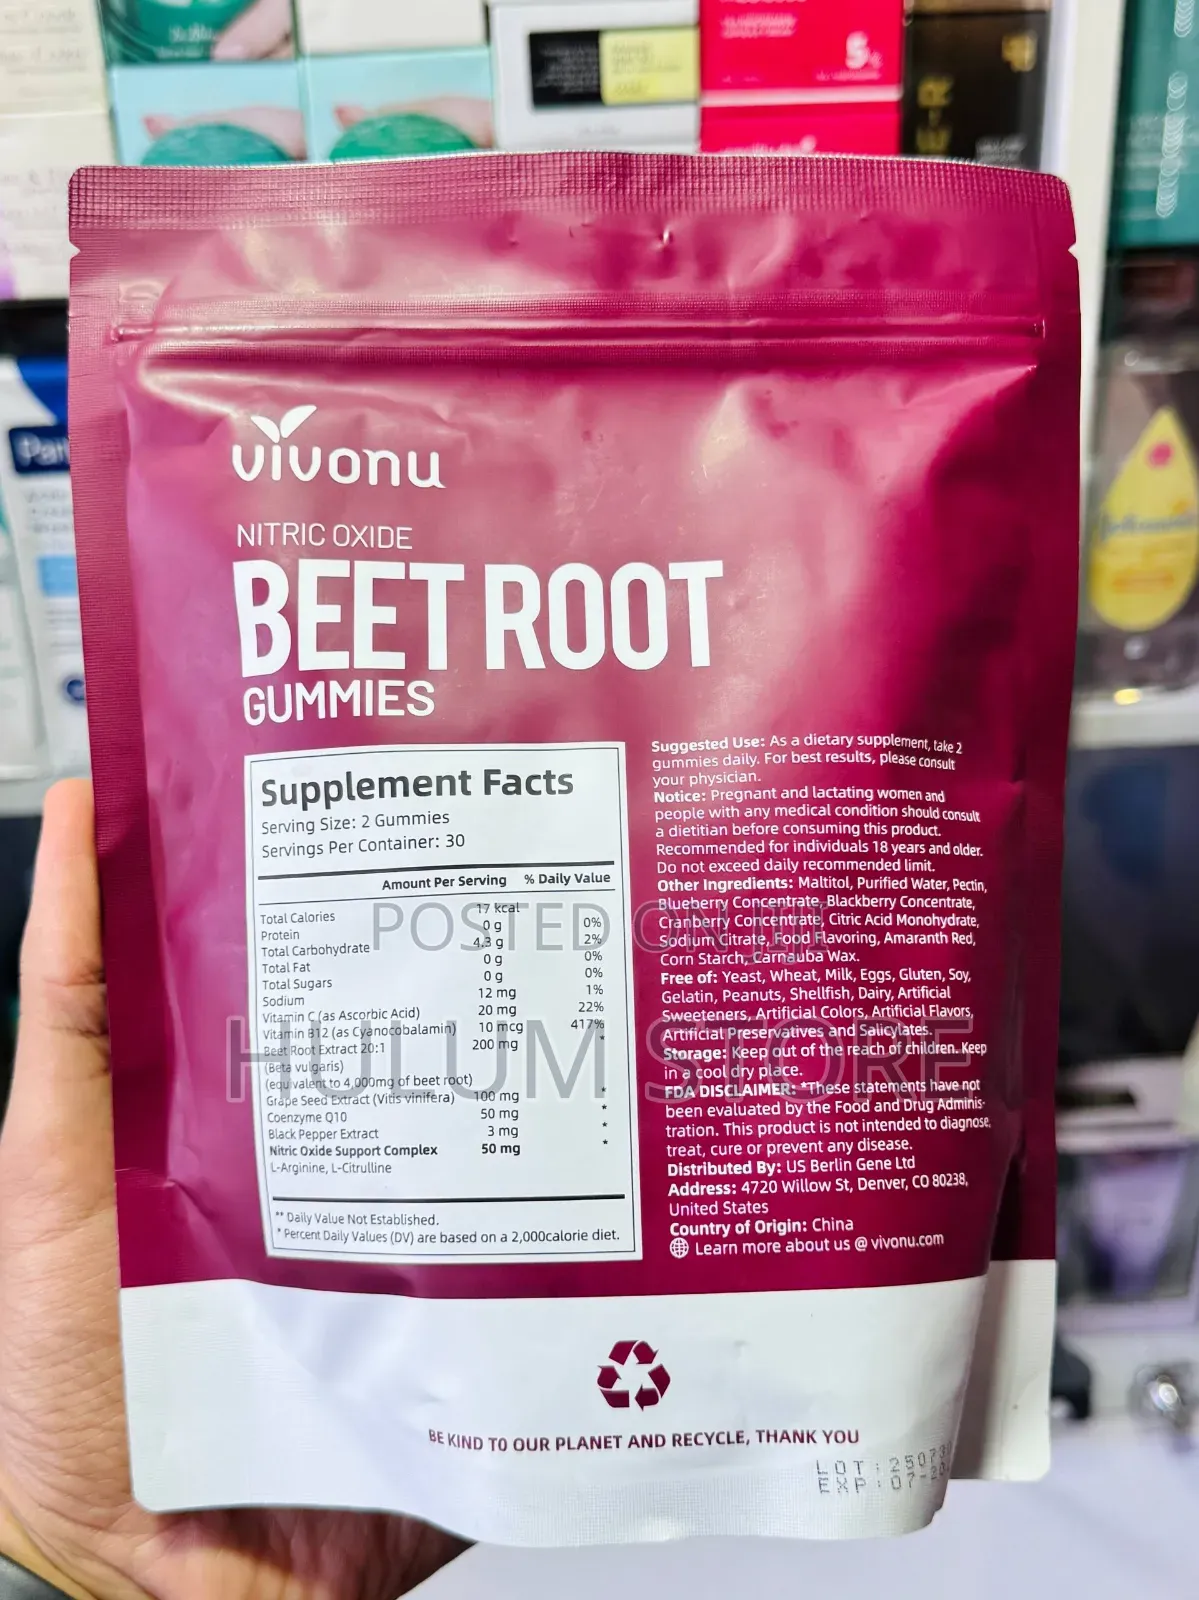 vivonu
NITRIC OXIDE
BEET ROOT
GUMMIES
Supplement Facts
Serving Size: 2 Gummies
Servings Per Container: 30
Amount Per Serving % Daily Value
Total Calories 17 kcal
Protein 0 g 0%
Total Carbohydrate 4.3 g 2%
Total Fat 0 g 0%
Total Sugars 0 g 0%
Sodium 12 mg 1%
Vitamin C (as Ascorbic Acid) 20 mg 22%
Vitamin B12 (as Cyanocobalamin) 10 mcg 417%
Beet Root Extract 20:1 200 mg *
(Beta vulgaris)
(equivalent to 4,000mg of beet root)
Grape Seed Extract (Vitis vinifera) 100 mg *
Coenzyme Q10 50 mg *
Black Pepper Extract 3 mg *
Nitric Oxide Support Complex 50 mg *
L-Arginine, L-Citrulline
** Daily Value Not Established.
* Percent Daily Values (DV) are based on a 2,000calorie diet.
Suggested Use: As a dietary supplement, take 2
gummies daily. For best results, please consult
your physician.
Notice: Pregnant and lactating women and
people with any medical condition should consult
a dietitian before consuming this product.
Recommended for individuals 18 years and older.
Do not exceed daily recommended limit.
Other Ingredients: Maltitol, Purified Water, Pectin,
Blueberry Concentrate, Blackberry Concentrate,
Cranberry Concentrate, Citric Acid Monohydrate,
Sodium Citrate, Food Flavoring, Amaranth Red,
Corn Starch, Carnauba Wax.
Free of: Yeast, Wheat, Milk, Eggs, Gluten, Soy,
Gelatin, Peanuts, Shellfish, Dairy, Artificial
Sweeteners, Artificial Colors, Artificial Flavors,
Artificial Preservatives and Salicylates.
Storage: Keep out of the reach of children. Keep
in a cool dry place.
FDA DISCLAIMER: *These statements have not
been evaluated by the Food and Drug Adminis-
tration. This product is not intended to diagnose,
treat, cure or prevent any disease.
Distributed By: US Berlin Gene Ltd
Address: 4720 Willow St, Denver, CO 80238,
United States
Country of Origin: China
Learn more about us @ vivonu.com
BE KIND TO OUR PLANET AND RECYCLE, THANK YOU
LOT:
EXP:
POSTED ON JIJI
HULUM STORE